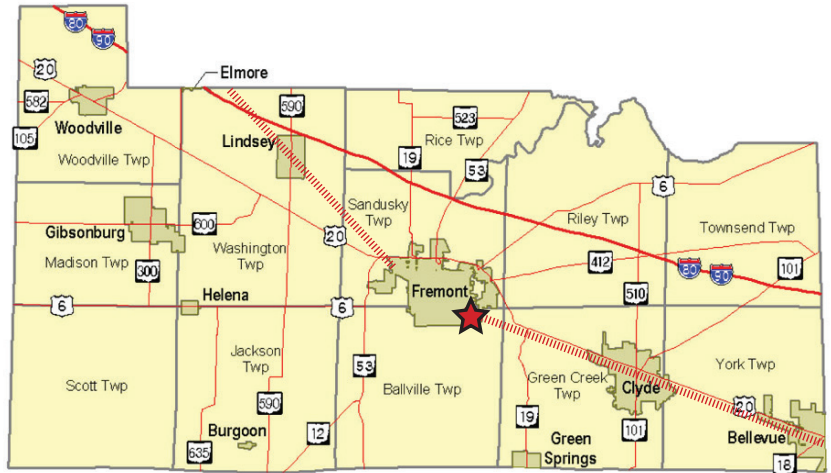 80
90
Elmore
20
582
590
Woodville
523
105
Lindsey
Rice Twp
Woodville Twp
19
53
6
Sandusky
Twp
Riley Twp
Gibsonburg
600
Washington
Twp
20
Townsend Twp
Madison Twp
300
412
80
90
101
Helena
Fremont
510
6
6
Jackson
Twp
53
York Twp
Scott Twp
Ballville Twp
Green Creek
Twp
Clyde
590
20
19
Burgoon
12
101
Bellevue
635
Green
Springs
18